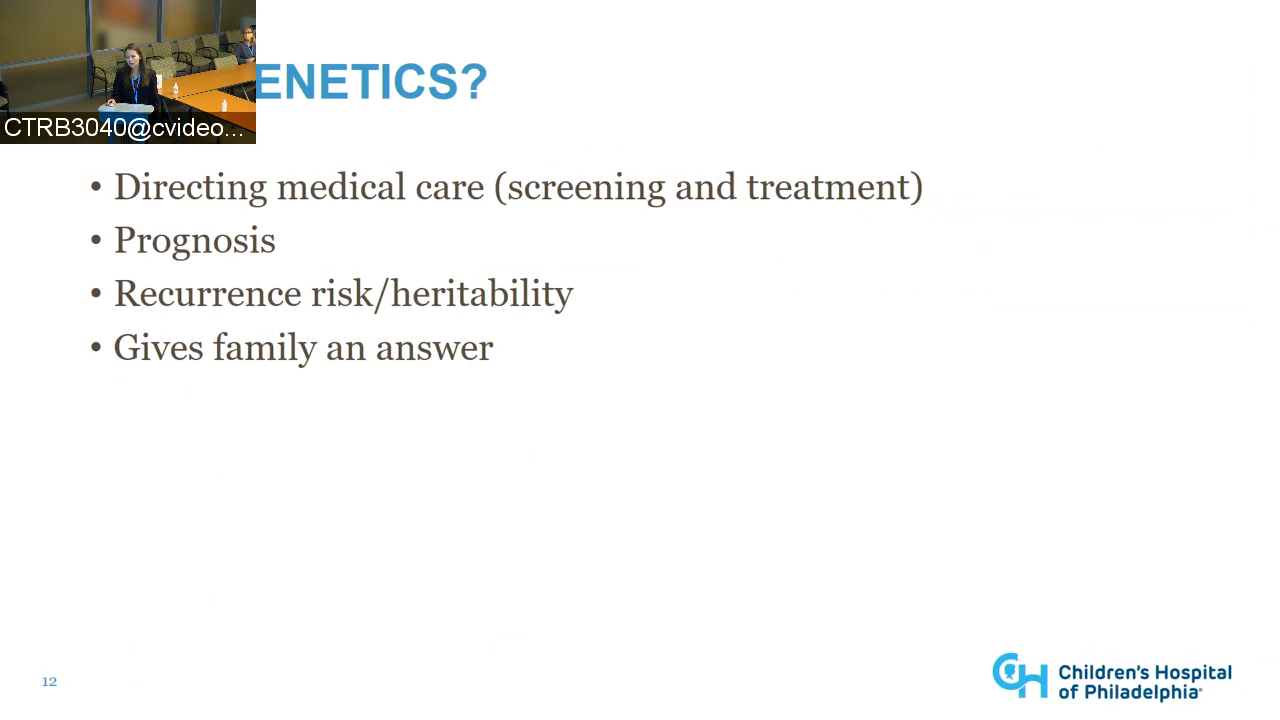 ENETICS?
CTRB3040@cvideo...
• Directing medical care (screening and treatment)
• Prognosis
• Recurrence risk/heritability
• Gives family an answer
12
Children's Hospital
of Philadelphia®